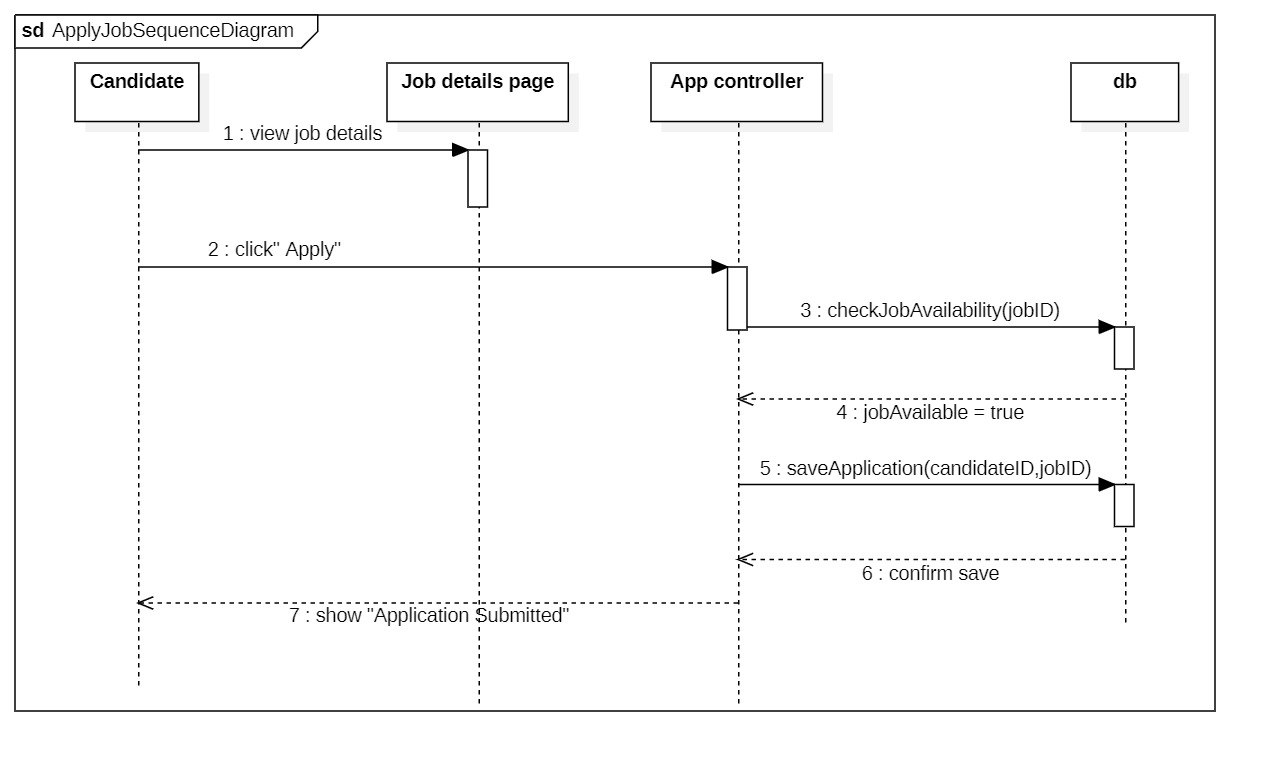 sd ApplyJobSequenceDiagram
Candidate
Job details page
App controller
db
1 : view job details
2 : click" Apply"
3 : checkJobAvailability(jobID)
4 : jobAvailable = true
5 : saveApplication(candidateID,jobID)
6 : confirm save
7 : show "Application Submitted"